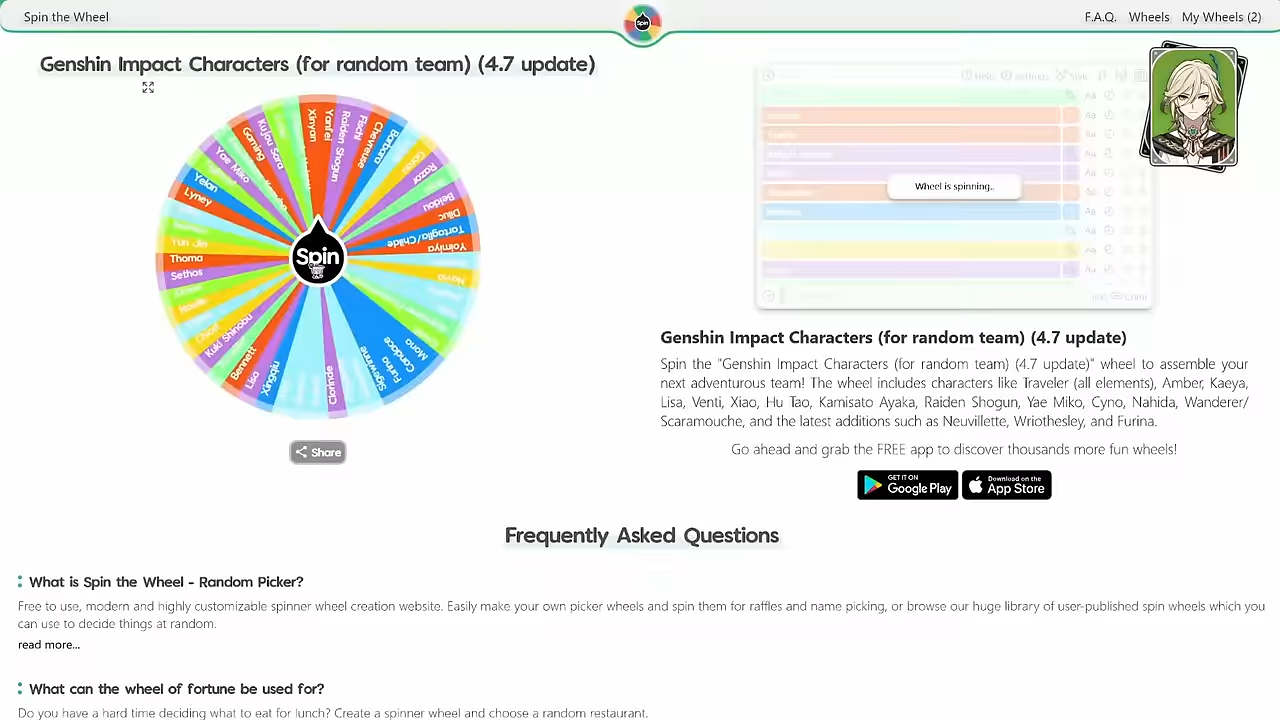 Spin the Wheel
Spin
F.A.Q.
Wheels
My Wheels (2)
Genshin Impact Characters (for random team) (4.7 update)
Xinyan
Yanfei
Raiden Shogun
Fischl
Chevreuse
Barbara
Gorou
Razor
Beidou
Diluc
Tartaglia/Childe
Yoimiya
Navia
Mona
Candace
Furina
Sigewinne
Clorinde
Xingqiu
Lisa
Bennett
Kuki Shinobu
Sethos
Thoma
Yun Jin
Lyney
Yelan
Yae Miko
Gaming
Kujou Sara
Spin
Share
Wheel is spinning..
Genshin Impact Characters (for random team) (4.7 update)
Spin the "Genshin Impact Characters (for random team) (4.7 update)" wheel to assemble your
next adventurous team! The wheel includes characters like Traveler (all elements), Amber, Kaeya,
Lisa, Venti, Xiao, Hu Tao, Kamisato Ayaka, Raiden Shogun, Yae Miko, Cyno, Nahida, Wanderer/
Scaramouche, and the latest additions such as Neuvillette, Wriothesley, and Furina.
Go ahead and grab the FREE app to discover thousands more fun wheels!
GET IT ON
Google Play
Download on the
App Store
Frequently Asked Questions
What is Spin the Wheel - Random Picker?
Free to use, modern and highly customizable spinner wheel creation website. Easily make your own picker wheels and spin them for raffles and name picking, or browse our huge library of user-published spin wheels which you
can use to decide things at random.
read more...
What can the wheel of fortune be used for?
Do you have a hard time deciding what to eat for lunch? Create a spinner wheel and choose a random restaurant.